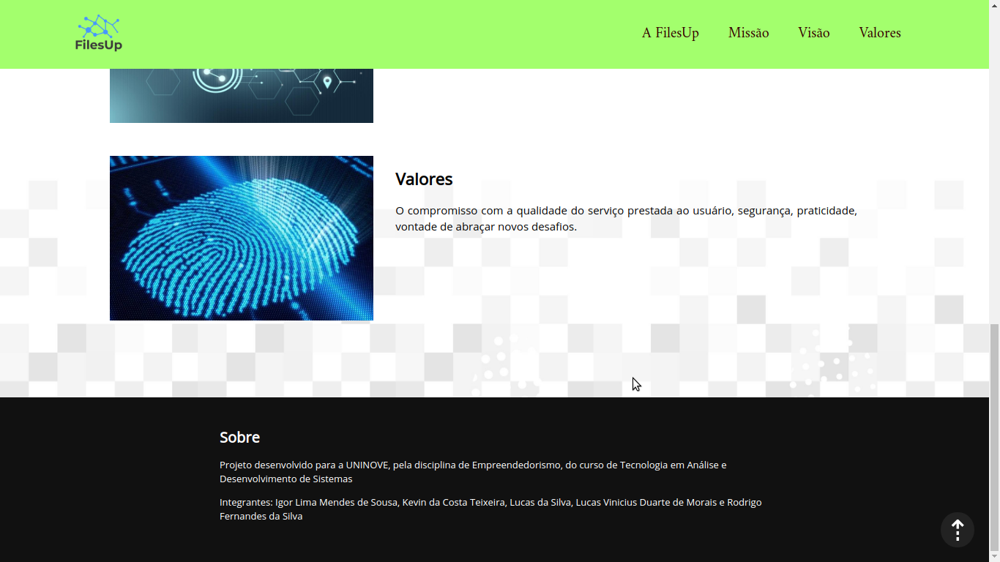 FilesUp
A FilesUp Missão Visão Valores
Valores
O compromisso com a qualidade do serviço prestada ao usuário, segurança, praticidade,
vontade de abraçar novos desafios.
Sobre
Projeto desenvolvido para a UNINOVE, pela disciplina de Empreendedorismo, do curso de Tecnologia em Análise e
Desenvolvimento de Sistemas
Integrantes: Igor Lima Mendes de Sousa, Kevin da Costa Teixeira, Lucas da Silva, Lucas Vinicius Duarte de Morais e Rodrigo
Fernandes da Silva